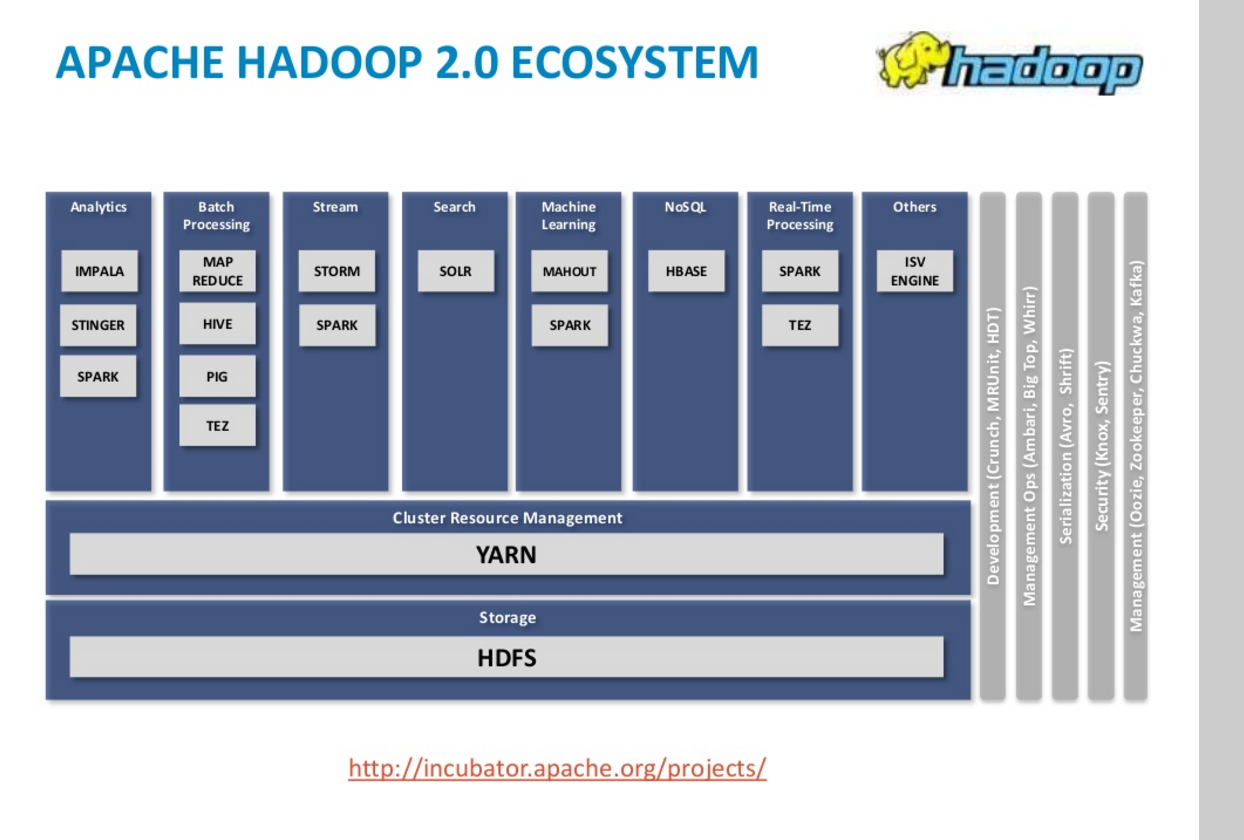 APACHE HADOOP 2.0 ECOSYSTEM
hadoop
Analytics
IMPALA
STINGER
SPARK
Batch
Processing
MAP
REDUCE
HIVE
PIG
TEZ
Stream
STORM
SPARK
Search
SOLR
Machine
Learning
MAHOUT
SPARK
NoSQL
HBASE
Real-Time
Processing
SPARK
TEZ
Others
ISV
ENGINE
Cluster Resource Management
YARN
Storage
HDFS
Development (Crunch, MRUnit, HDT)
Management Ops (Ambari, Big Top, Whirr)
Serialization (Avro, Shrift)
Security (Knox, Sentry)
Management (Oozie, Zookeeper, Chuckwa, Kafka)
http://incubator.apache.org/projects/